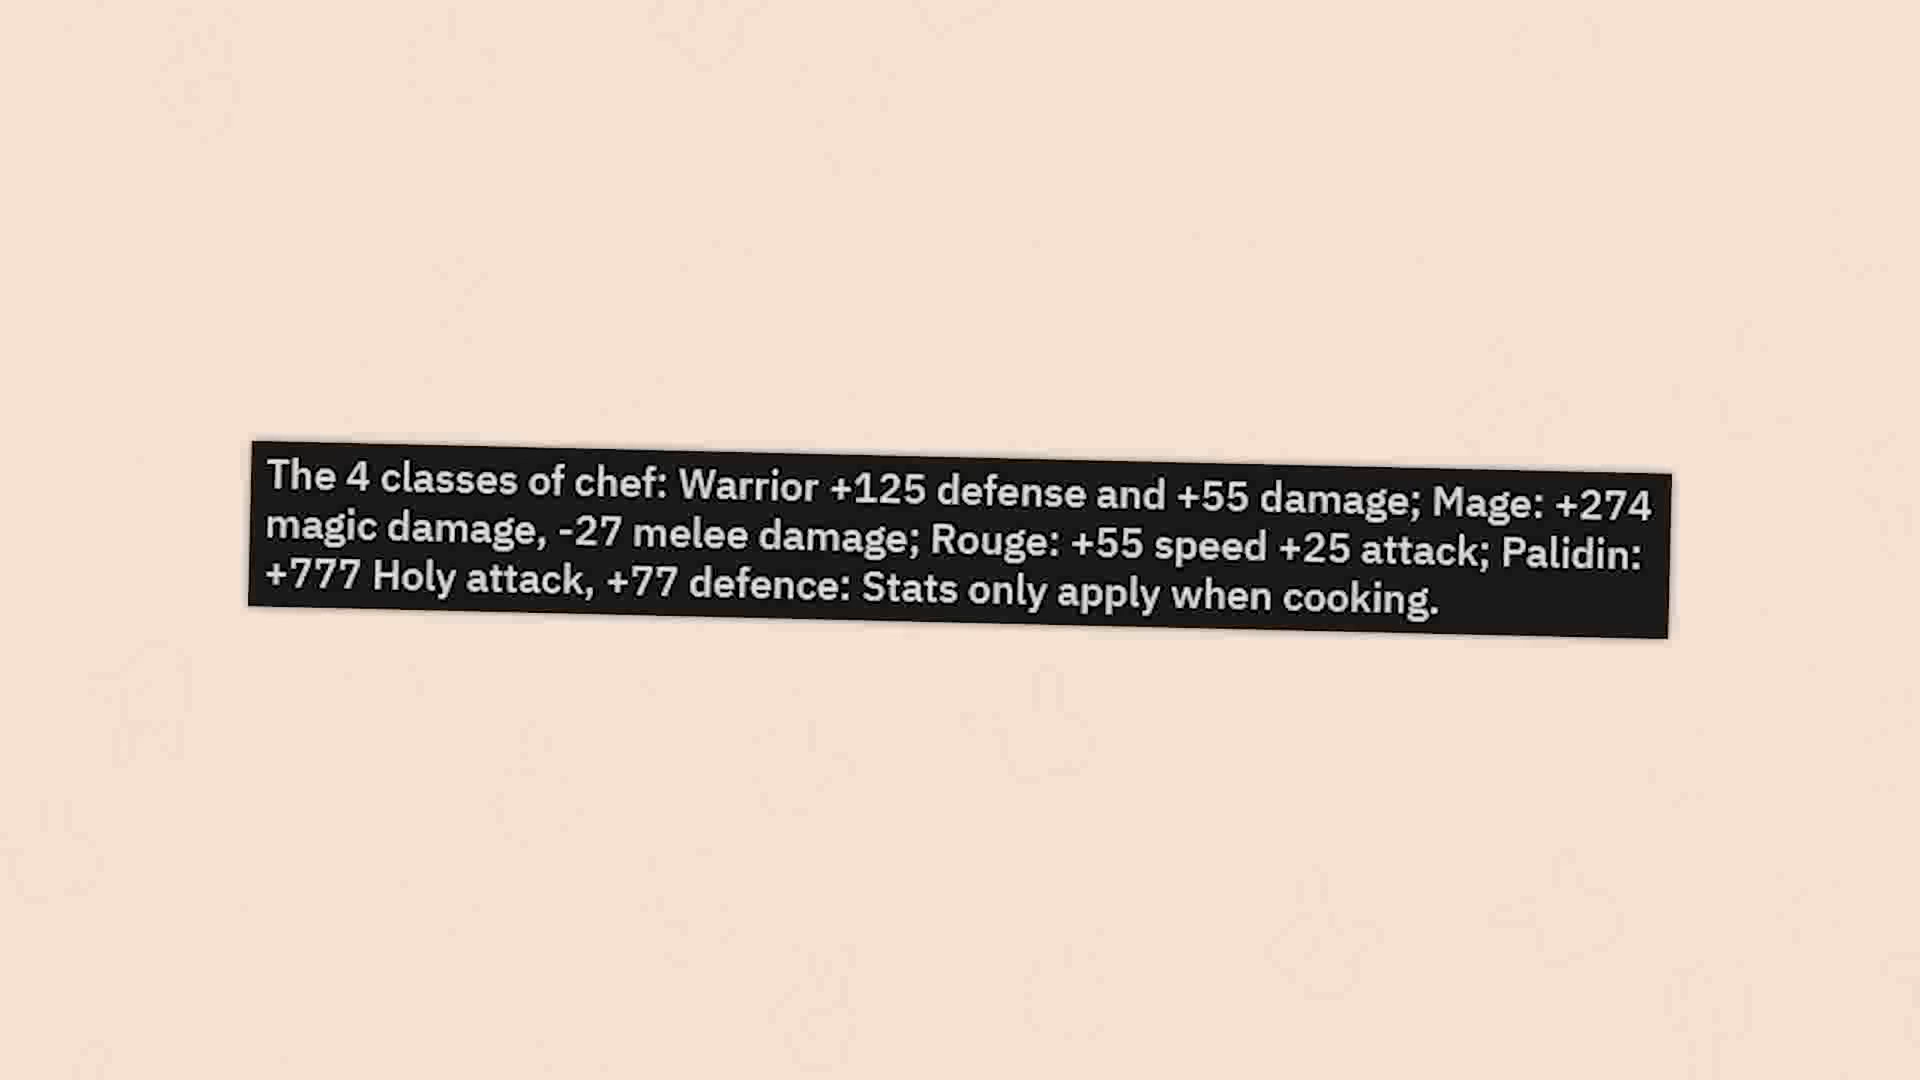 The 4 classes of chef: Warrior +125 defense and +55 damage; Mage: +274
magic damage, -27 melee damage; Rouge: +55 speed +25 attack; Palidin:
+777 Holy attack, +77 defence: Stats only apply when cooking.